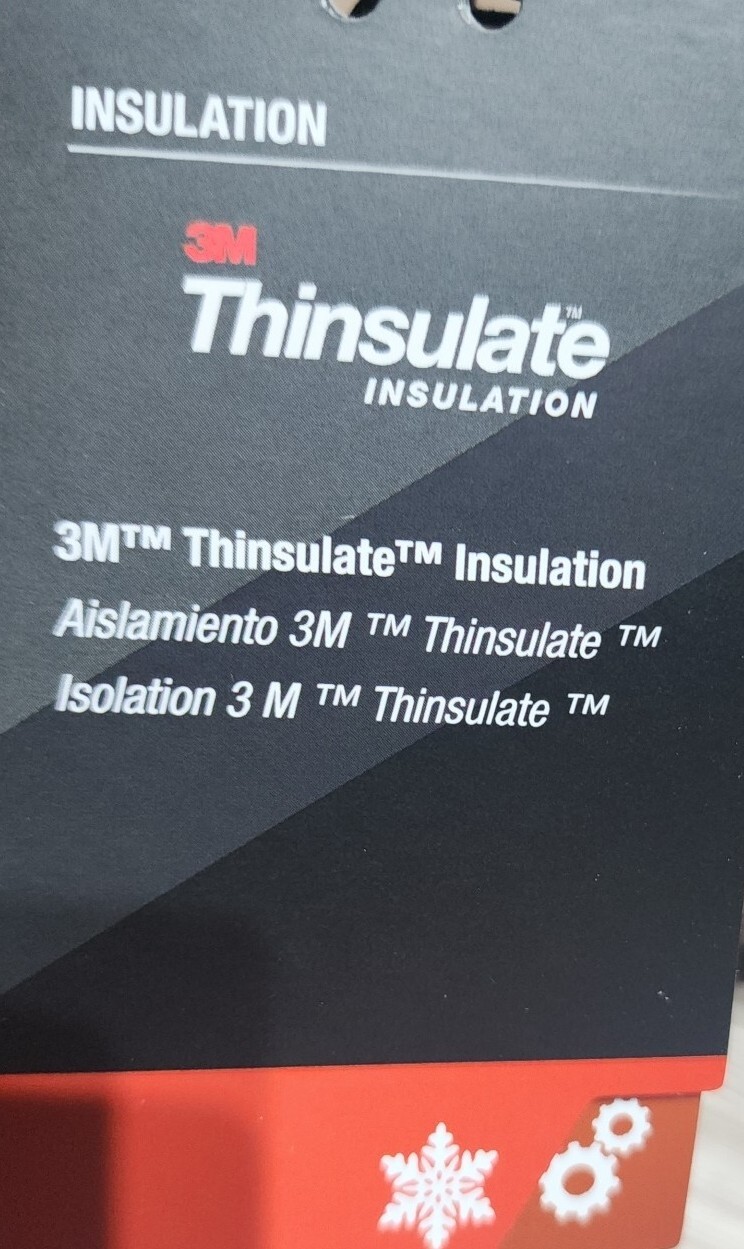 INSULATION
3M
Thinsulate™
INSULATION
3M™ Thinsulate™ Insulation
Aislamiento 3M ™ Thinsulate ™
Isolation 3 M ™ Thinsulate ™